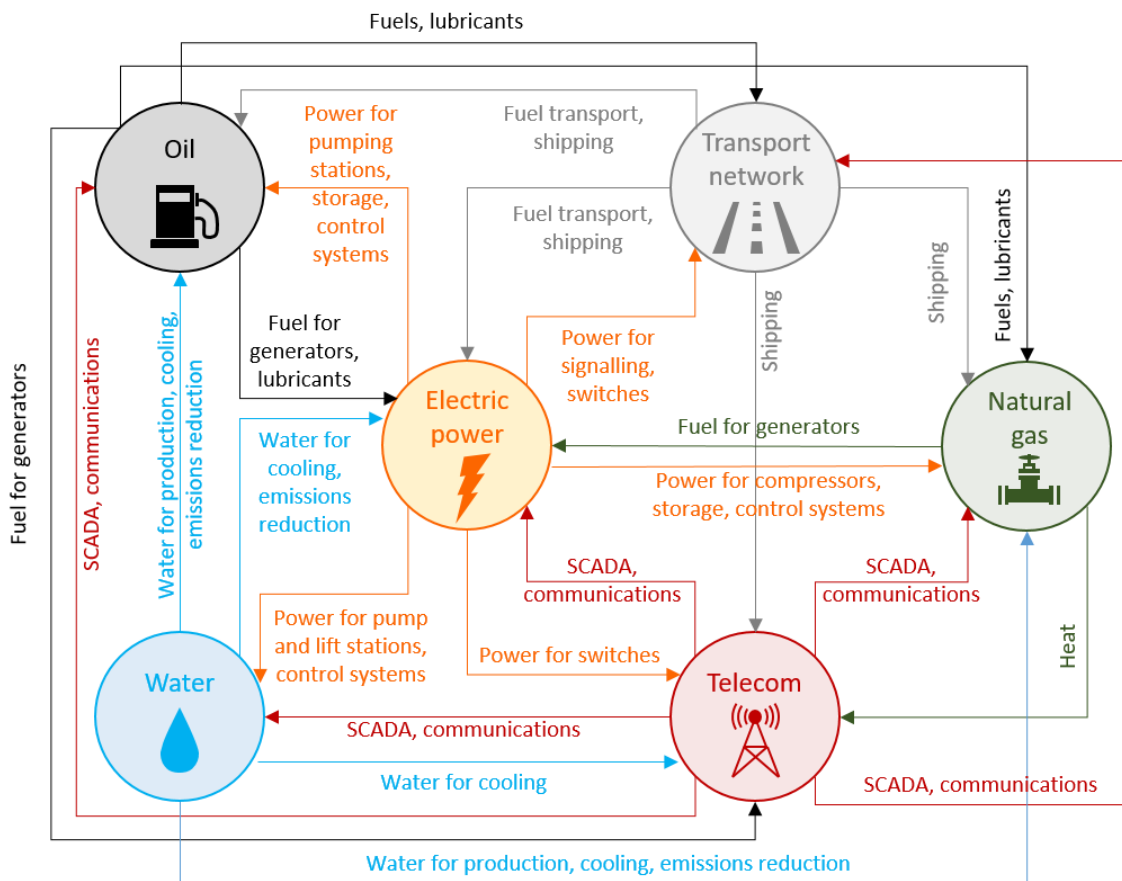 Fuels, lubricants
Oil
Power for
pumping
stations,
storage,
control
systems
Fuel transport,
shipping
Transport
network
Fuel transport,
shipping
Shipping
Shipping
Fuels, lubricants
Fuel for generators
SCADA, communications
Water for production, cooling,
emissions reduction
Fuel for
generators,
lubricants
Power for
signalling,
switches
Electric
power
Water for
cooling,
emissions
reduction
Fuel for generators
Power for compressors,
storage, control systems
Natural
gas
SCADA,
communications
SCADA,
communications
Heat
Power for pump
and lift stations,
control systems
Power for switches
Water
Telecom
SCADA, communications
Water for cooling
SCADA, communications
Water for production, cooling, emissions reduction